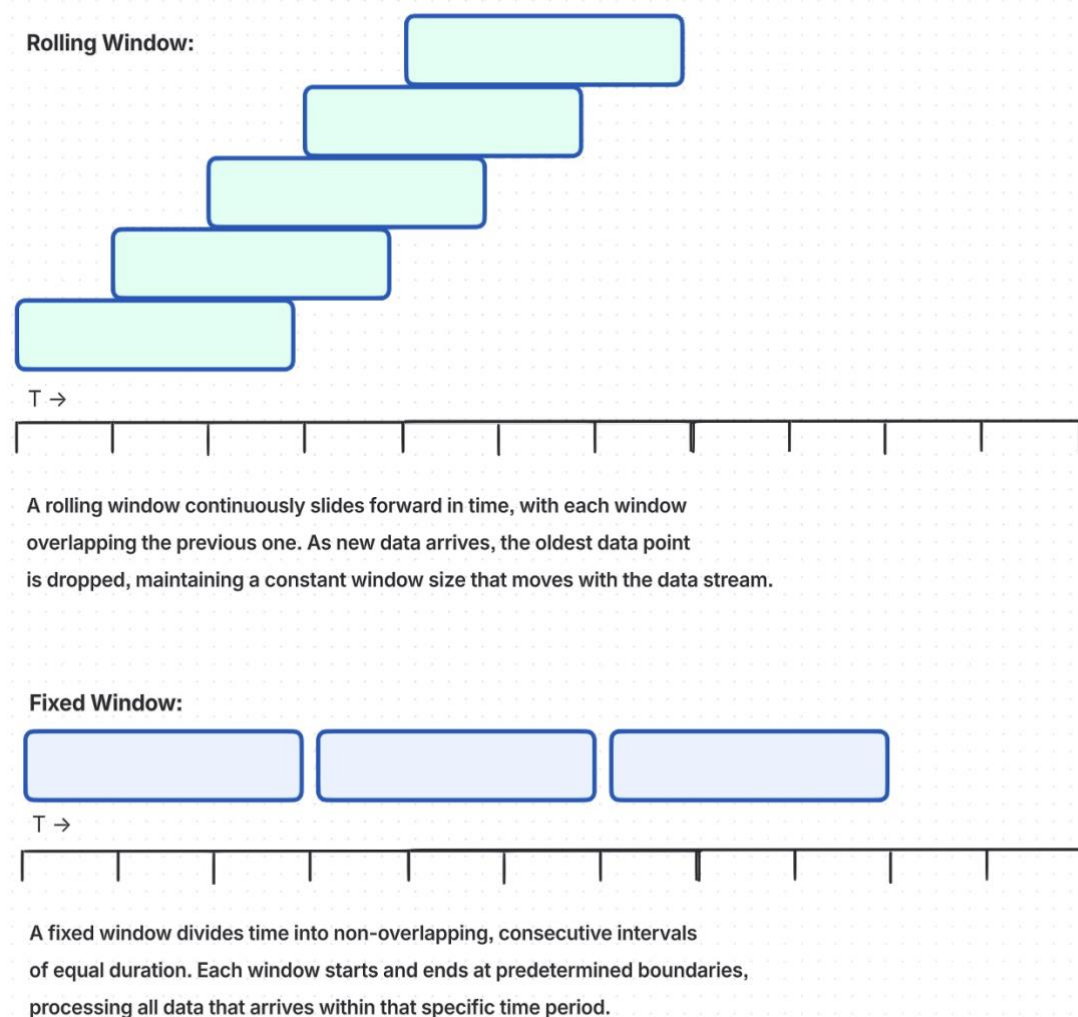 Rolling Window:
T →
A rolling window continuously slides forward in time, with each window
overlapping the previous one. As new data arrives, the oldest data point
is dropped, maintaining a constant window size that moves with the data stream.
Fixed Window:
T →
A fixed window divides time into non-overlapping, consecutive intervals
of equal duration. Each window starts and ends at predetermined boundaries,
processing all data that arrives within that specific time period.